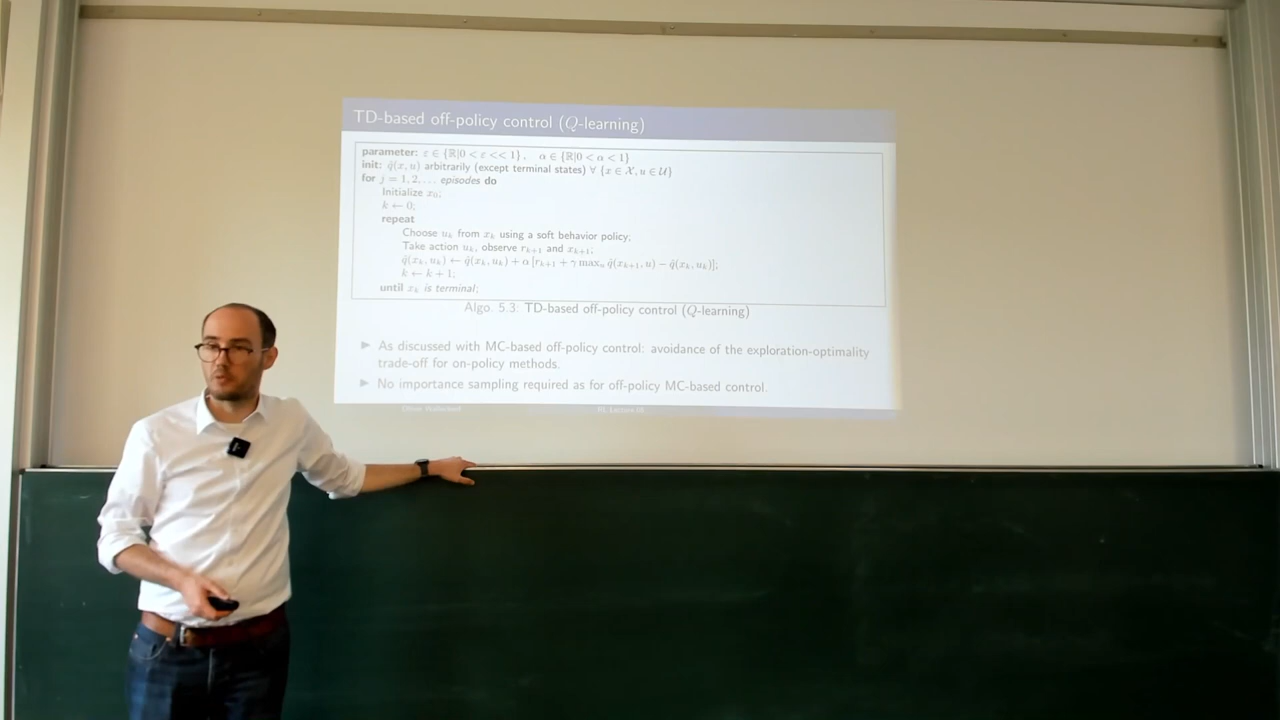 TD-based off-policy control (Q-learning)
parameter: ε ∈ {ℝ|0 < ε << 1}, α ∈ {ℝ|0 < α < 1}
init: q̂(x, u) arbitrarily (except terminal states) ∀ {x ∈ 𝒳, u ∈ 𝒰}
for j = 1, 2, ... episodes do
Initialize x₀;
k ← 0;
repeat
Choose uₖ from xₖ using a soft behavior policy;
Take action uₖ, observe rₖ₊₁ and xₖ₊₁;
q̂(xₖ, uₖ) ← q̂(xₖ, uₖ) + α [rₖ₊₁ + γ maxᵤ q̂(xₖ₊₁, u) − q̂(xₖ, uₖ)];
k ← k + 1;
until xₖ is terminal;
Algo. 5.3: TD-based off-policy control (Q-learning)
► As discussed with MC-based off-policy control: avoidance of the exploration-optimality
trade-off for on-policy methods.
► No importance sampling required as for off-policy MC-based control.